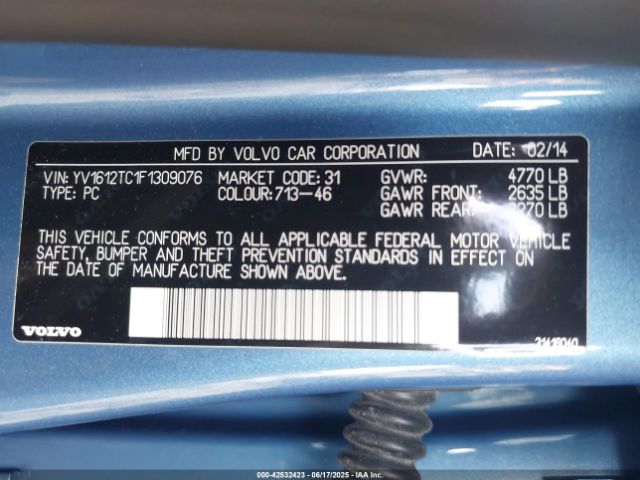 MFD BY VOLVO CAR CORPORATION DATE: 02/14
VIN: YV1612TC1F1309076 MARKET CODE: 31 GVWR: 4770 LB
TYPE: PC COLOUR: 713-46 GAWR FRONT: 2635 LB
GAWR REAR: 2270 LB
THIS VEHICLE CONFORMS TO ALL APPLICABLE FEDERAL MOTOR VEHICLE
SAFETY, BUMPER AND THEFT PREVENTION STANDARDS IN EFFECT ON
THE DATE OF MANUFACTURE SHOWN ABOVE.
VOLVO
000-42532423 - 06/17/2025 - IAAI, Inc.